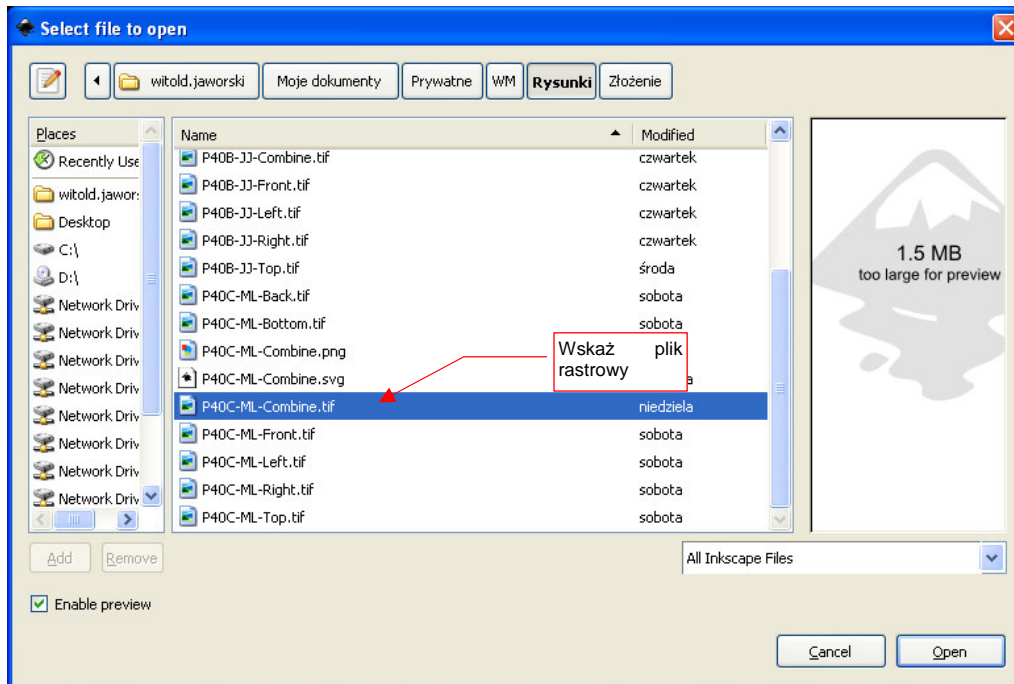 Select file to open
witold.jaworski Moje dokumenty Prywatne WM Rysunki Złożenie
Places
Recently Use
witold.jawor
Desktop
C:\
D:\
Network Driv
Network Driv
Network Driv
Network Driv
Network Driv
Network Driv
Network Driv
Network Driv
Name Modified
P40B-JJ-Combine.tif czwartek
P40B-JJ-Front.tif czwartek
P40B-JJ-Left.tif czwartek
P40B-JJ-Right.tif czwartek
P40B-JJ-Top.tif środa
P40C-ML-Back.tif sobota
P40C-ML-Bottom.tif sobota
P40C-ML-Combine.png
P40C-ML-Combine.svg a
P40C-ML-Combine.tif niedziela
P40C-ML-Front.tif sobota
P40C-ML-Left.tif sobota
P40C-ML-Right.tif sobota
P40C-ML-Top.tif sobota
Wskaż plik
rastrowy
1.5 MB
too large for preview
Add Remove
All Inkscape Files
Enable preview
Cancel Open